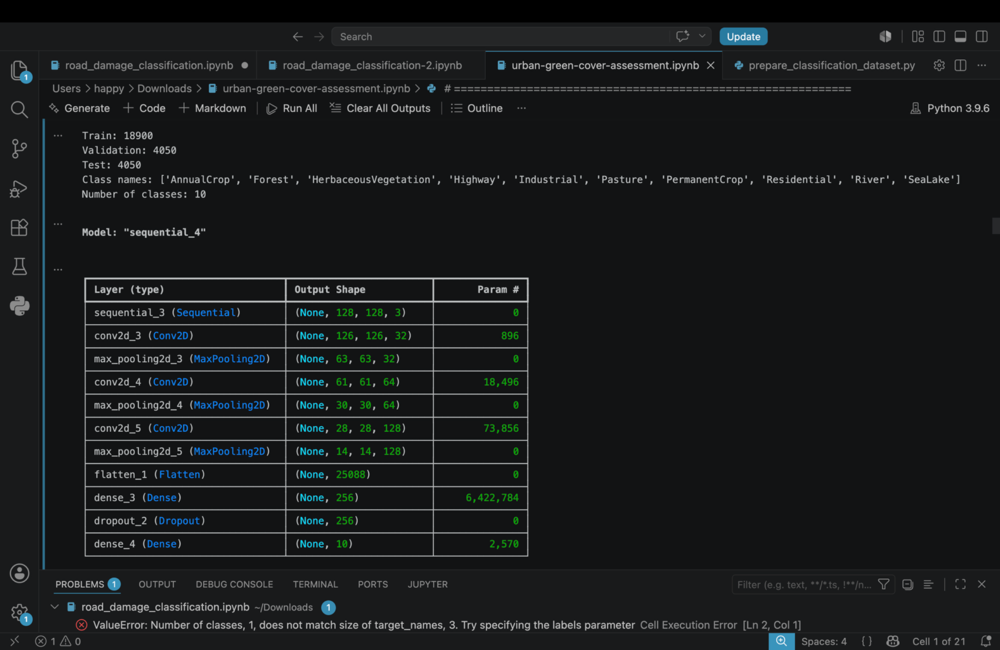 Search
Update
road_damage_classification.ipynb
road_damage_classification-2.ipynb
urban-green-cover-assessment.ipynb
prepare_classification_dataset.py
Users > happy > Downloads > urban-green-cover-assessment.ipynb > # ============================================================
Generate + Code + Markdown Run All Clear All Outputs Outline ... Python 3.9.6
Train: 18900
Validation: 4050
Test: 4050
Class names: ['AnnualCrop', 'Forest', 'HerbaceousVegetation', 'Highway', 'Industrial', 'Pasture', 'PermanentCrop', 'Residential', 'River', 'SeaLake']
Number of classes: 10
Model: "sequential_4"
Layer (type) Output Shape Param #
sequential_3 (Sequential) (None, 128, 128, 3) 0
conv2d_3 (Conv2D) (None, 126, 126, 32) 896
max_pooling2d_3 (MaxPooling2D) (None, 63, 63, 32) 0
conv2d_4 (Conv2D) (None, 61, 61, 64) 18,496
max_pooling2d_4 (MaxPooling2D) (None, 30, 30, 64) 0
conv2d_5 (Conv2D) (None, 28, 28, 128) 73,856
max_pooling2d_5 (MaxPooling2D) (None, 14, 14, 128) 0
flatten_1 (Flatten) (None, 25088) 0
dense_3 (Dense) (None, 256) 6,422,784
dropout_2 (Dropout) (None, 256) 0
dense_4 (Dense) (None, 10) 2,570
PROBLEMS 1 OUTPUT DEBUG CONSOLE TERMINAL PORTS JUPYTER Filter (e.g. text, **/*.ts, !**/n...
road_damage_classification.ipynb ~/Downloads 1
ValueError: Number of classes, 1, does not match size of target_names, 3. Try specifying the labels parameter Cell Execution Error [Ln 2, Col 1]
1 0 Spaces: 4 {} Cell 1 of 21
1
1